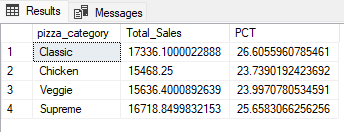 Results Messages
pizza_category Total_Sales PCT
1 Classic 17336.1000022888 26.6055960785461
2 Chicken 15468.25 23.7390192423692
3 Veggie 15636.4000892639 23.9970780534591
4 Supreme 16718.8499832153 25.6583066256256